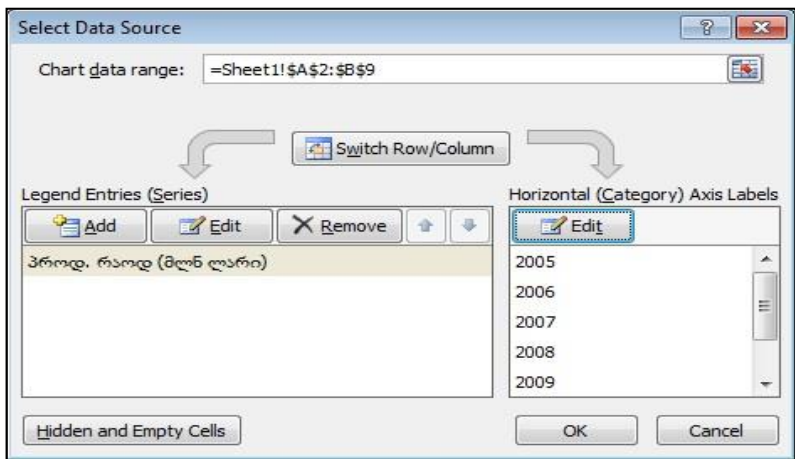 Select Data Source
Chart data range: =Sheet1!$A$2:$B$9
Switch Row/Column
Legend Entries (Series)
Add Edit Remove
პროდ. რაოდ (მლნ ლარი)
Horizontal (Category) Axis Labels
Edit
2005
2006
2007
2008
2009
Hidden and Empty Cells
OK Cancel